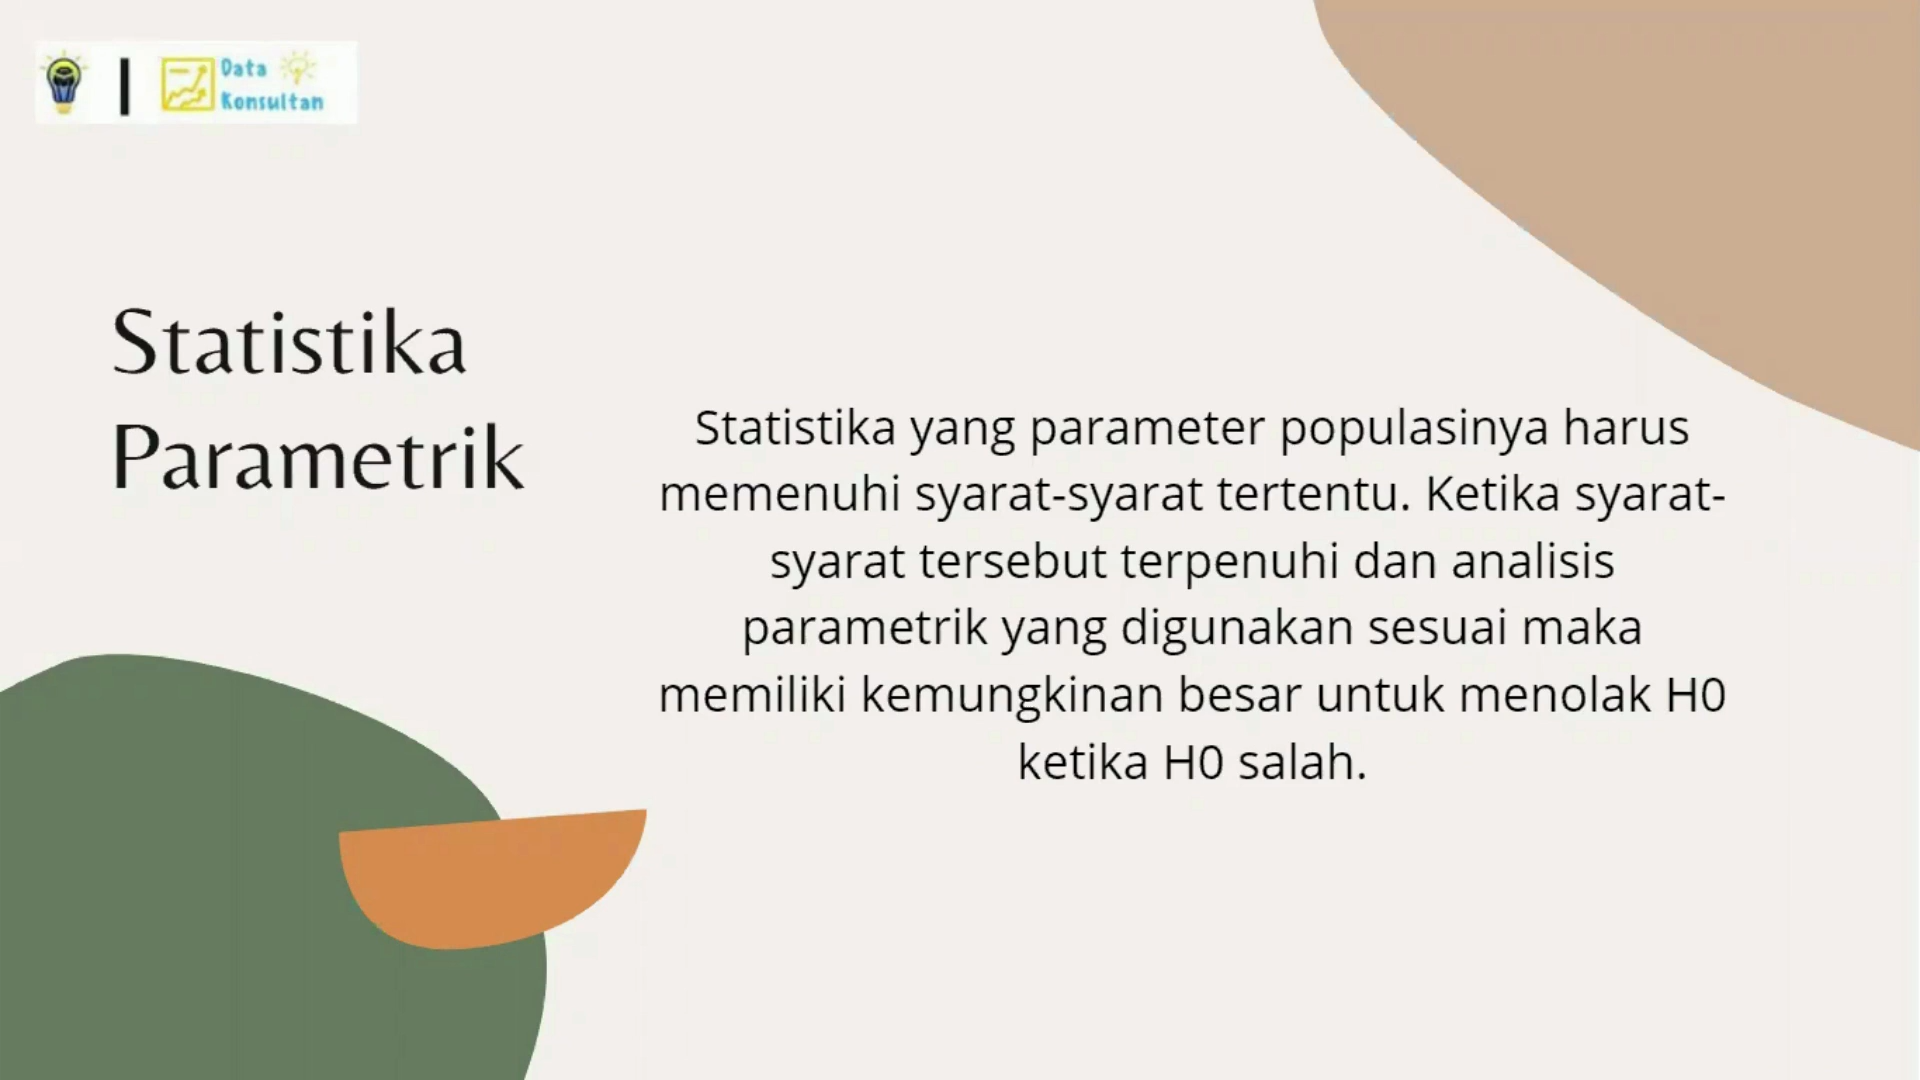 Data
Konsultan
Statistika
Parametrik
Statistika yang parameter populasinya harus
memenuhi syarat-syarat tertentu. Ketika syarat-
syarat tersebut terpenuhi dan analisis
parametrik yang digunakan sesuai maka
memiliki kemungkinan besar untuk menolak H0
ketika H0 salah.